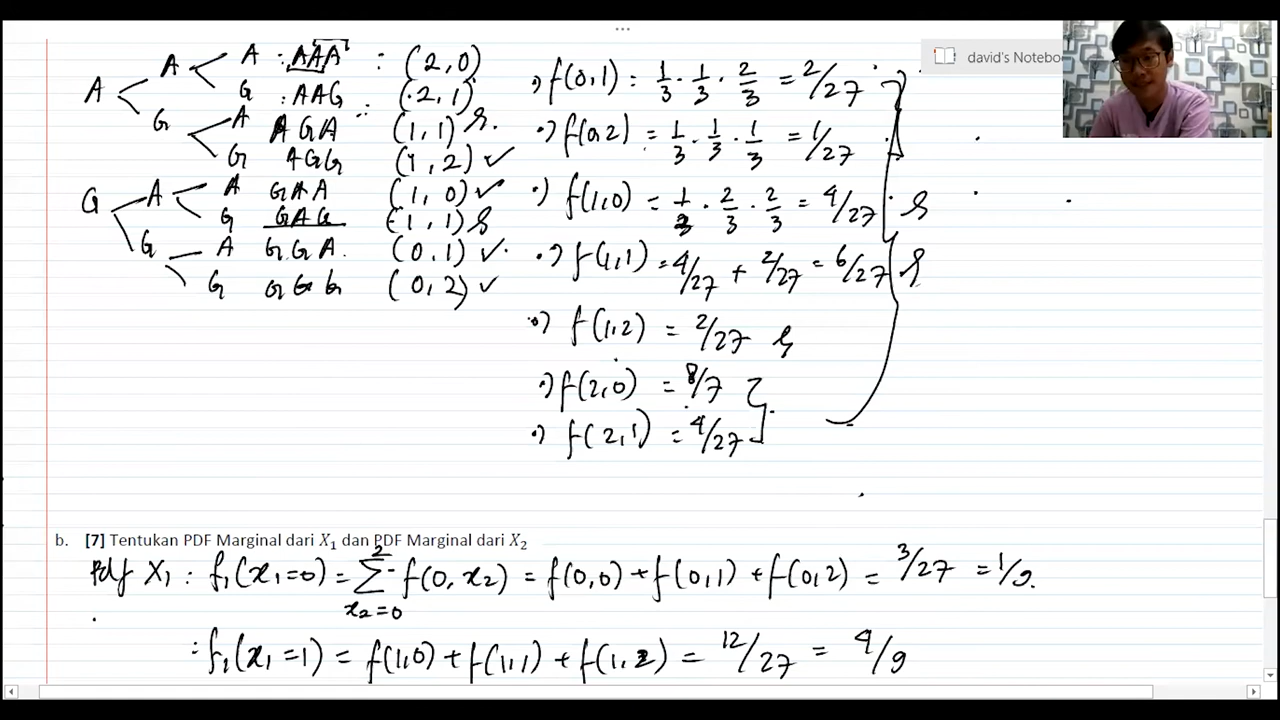 david's Notebo
A A A : AAA : (2,0)
G : AAG : (2,1)
G A AGA (1,1)
G AGG (1,2) ✓
G A A GAA (1,0) ✓
G GAG (1,1)
G A GGA. (0,1) ✓
G GGG (0,2) ✓
·) f(0,1) = 1/3 · 1/3 · 2/3 = 2/27
·) f(0,2) = 1/3 · 1/3 · 1/3 = 1/27
·) f(1,0) = 1/3 · 2/3 · 2/3 = 4/27
·) f(1,1) = 4/27 + 2/27 = 6/27
·) f(1,2) = 2/27
·) f(2,0) = 8/7
·) f(2,1) = 4/27
b. [7] Tentukan PDF Marginal dari X₁ dan PDF Marginal dari X₂
Pdf X₁ : f₁(x₁=0) = Σ f(0,x₂) = f(0,0) + f(0,1) + f(0,2) = 3/27 = 1/9.
2
x₂=0
: f₁(x₁=1) = f(1,0) + f(1,1) + f(1,2) = 12/27 = 4/9